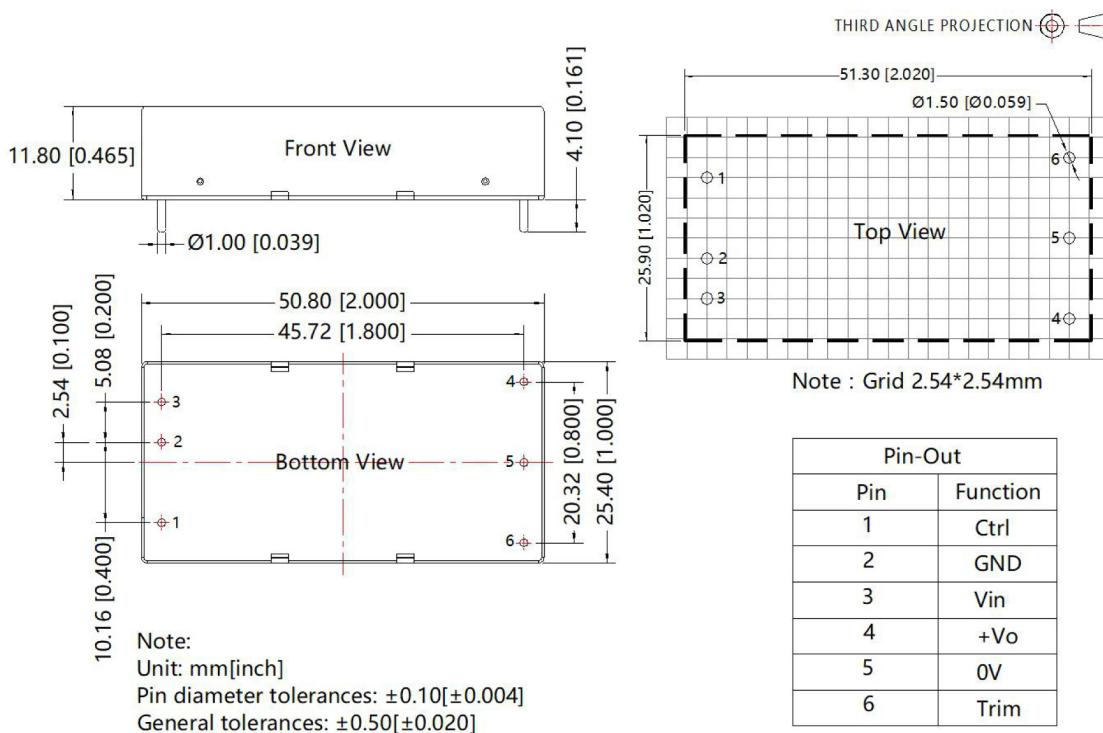 THIRD ANGLE PROJECTION
11.80 [0.465]
Front View
4.10 [0.161]
Ø1.00 [0.039]
51.30 [2.020]
Ø1.50 [Ø0.059]
25.90 [1.020]
1
2
3
Top View
6
5
4
Note : Grid 2.54*2.54mm
50.80 [2.000]
45.72 [1.800]
2.54 [0.100]
5.08 [0.200]
10.16 [0.400]
3
2
1
Bottom View
4
5
6
20.32 [0.800]
25.40 [1.000]
Note:
Unit: mm[inch]
Pin diameter tolerances: ±0.10[±0.004]
General tolerances: ±0.50[±0.020]
Pin-Out
Pin Function
1 Ctrl
2 GND
3 Vin
4 +Vo
5 0V
6 Trim